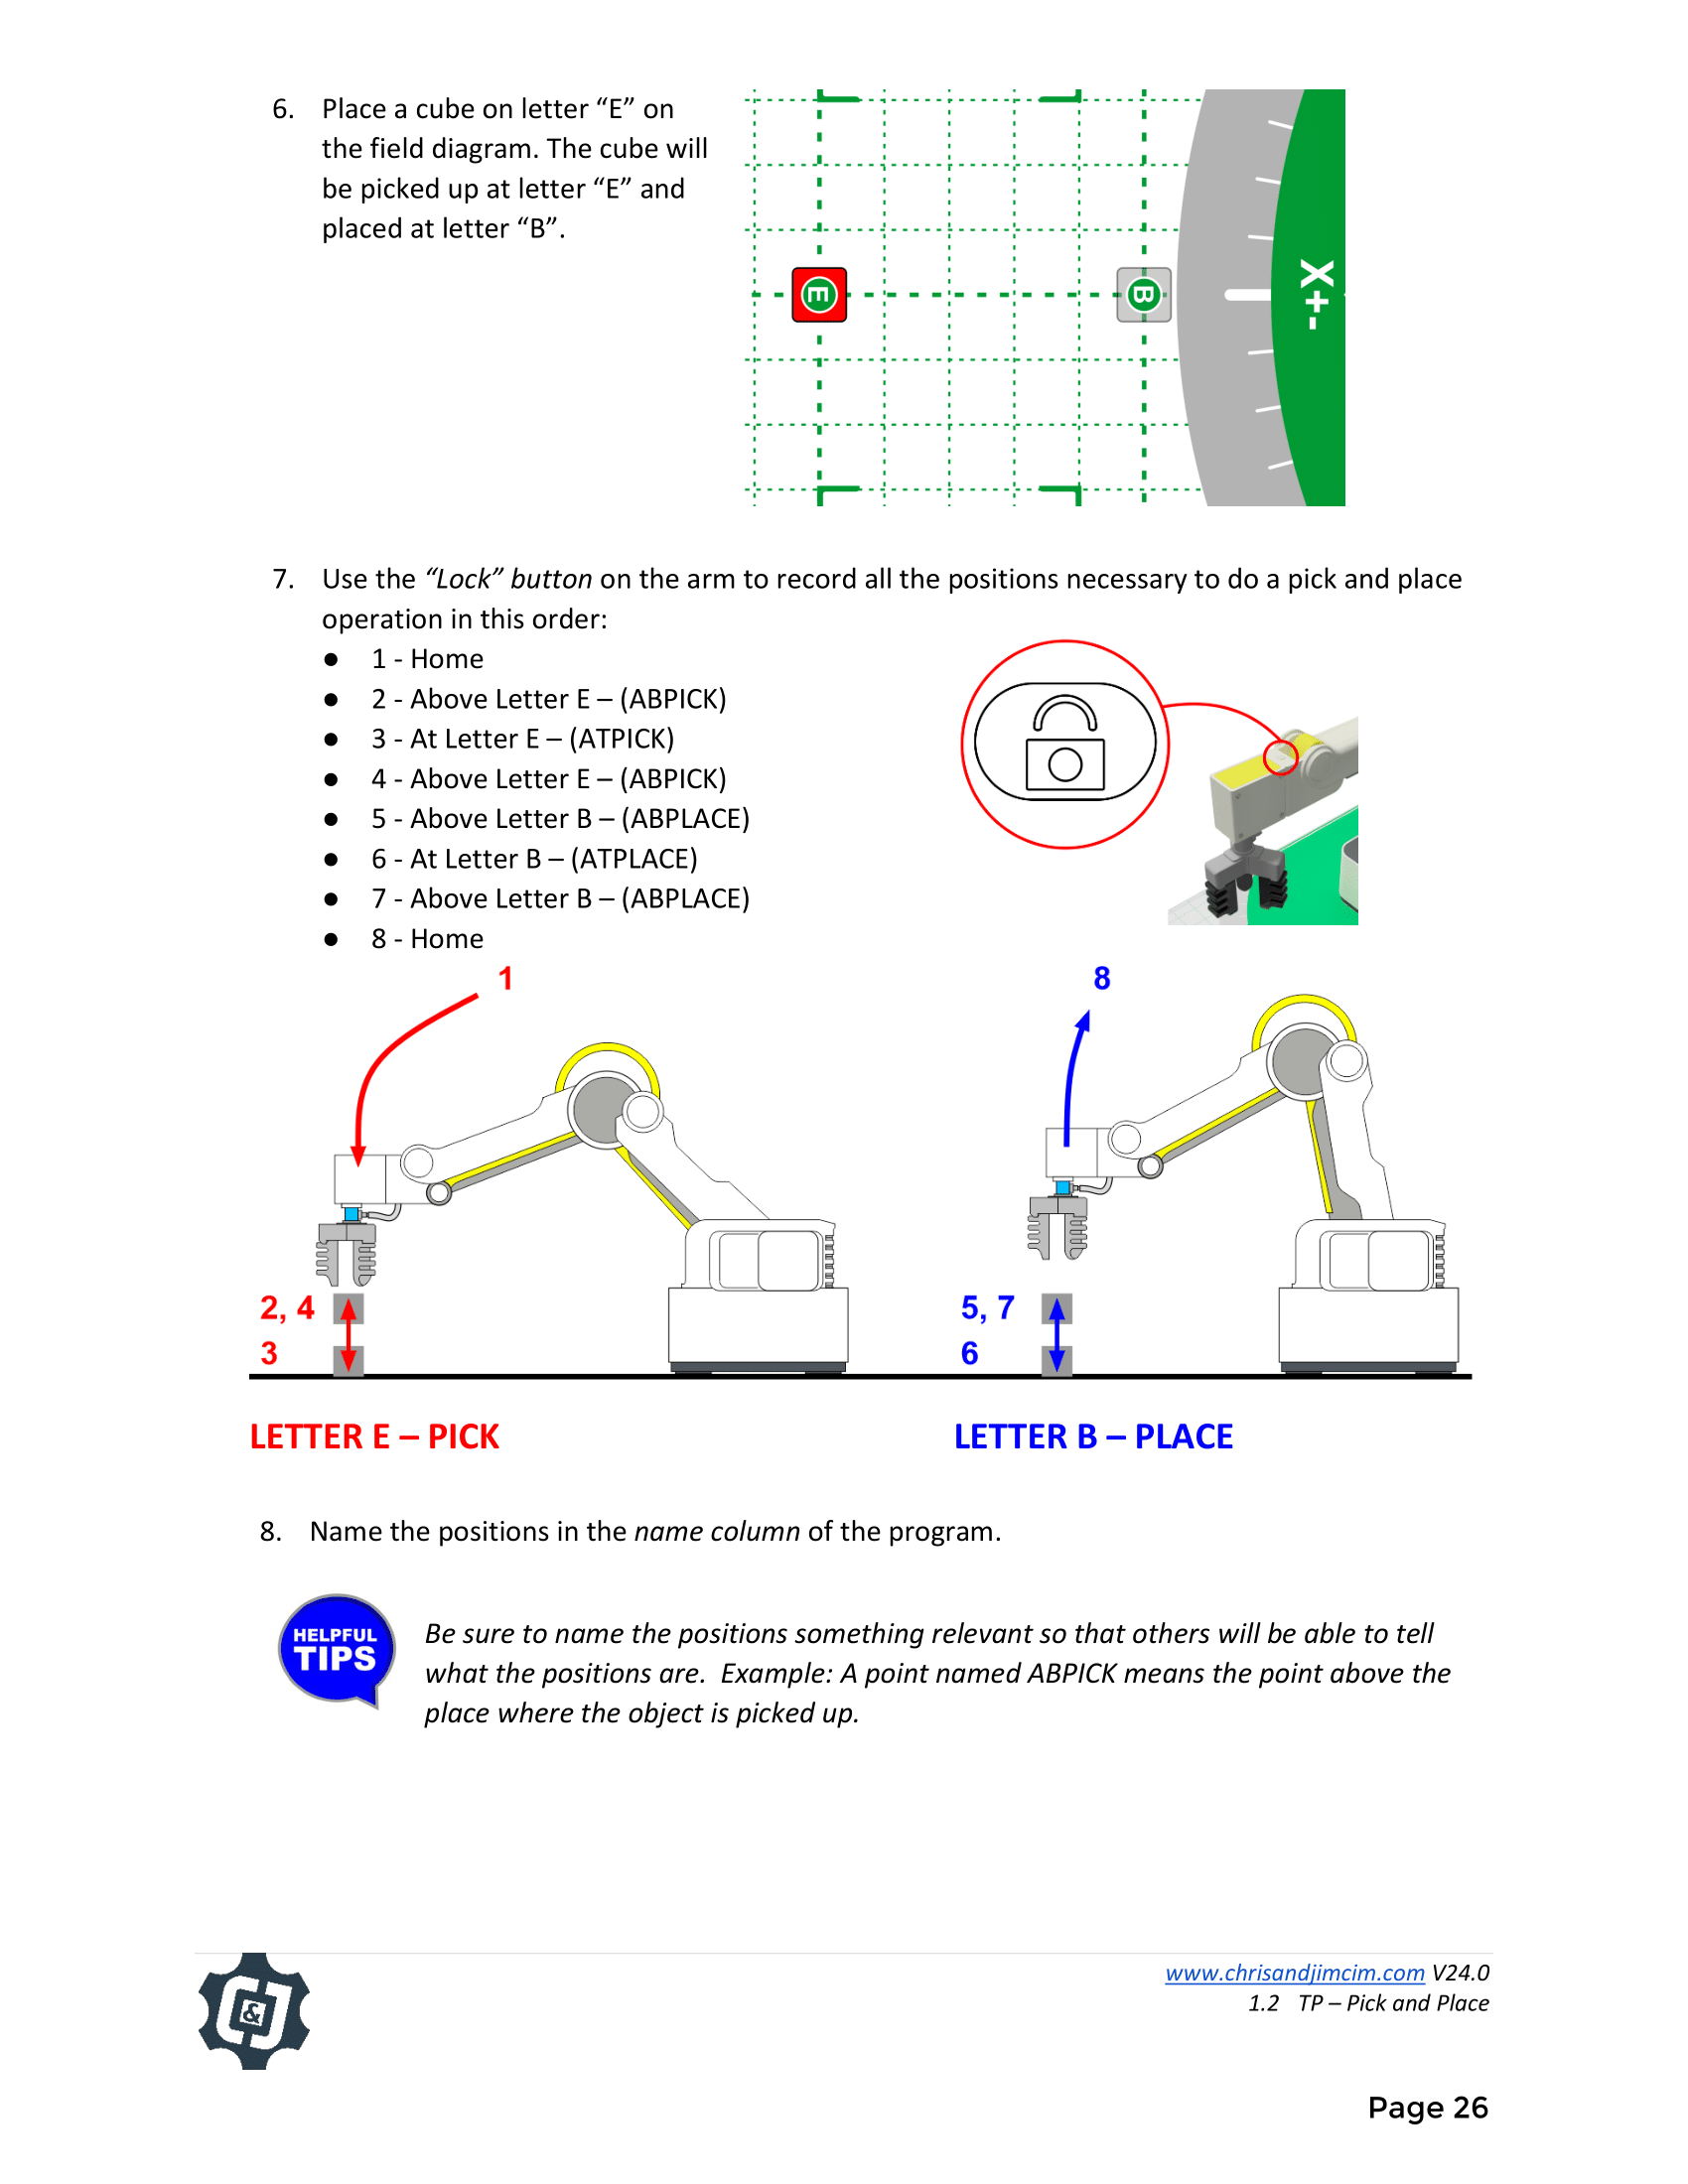 6. Place a cube on letter “E” on
the field diagram. The cube will
be picked up at letter “E” and
placed at letter “B”.
E
B
X+-
7. Use the “Lock” button on the arm to record all the positions necessary to do a pick and place
operation in this order:
● 1 - Home
● 2 - Above Letter E – (ABPICK)
● 3 - At Letter E – (ATPICK)
● 4 - Above Letter E – (ABPICK)
● 5 - Above Letter B – (ABPLACE)
● 6 - At Letter B – (ATPLACE)
● 7 - Above Letter B – (ABPLACE)
● 8 - Home
1
8
2, 4
3
5, 7
6
LETTER E – PICK
LETTER B – PLACE
8. Name the positions in the name column of the program.
HELPFUL
TIPS
Be sure to name the positions something relevant so that others will be able to tell
what the positions are. Example: A point named ABPICK means the point above the
place where the object is picked up.
C&J
www.chrisandjimcim.com V24.0
1.2 TP – Pick and Place
Page 26